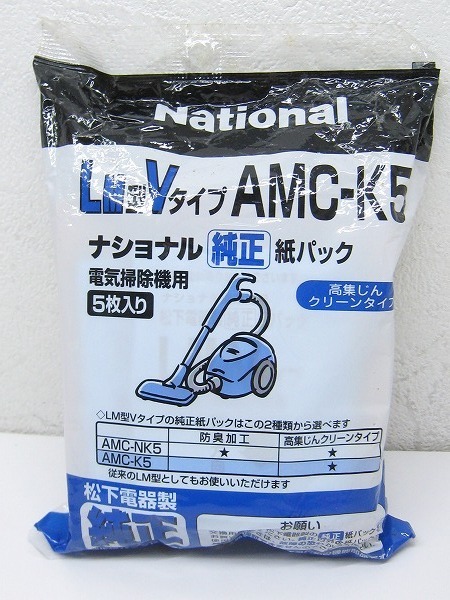 National
LM型Vタイプ AMC-K5
ナショナル 純正 紙パック
電気掃除機用
5枚入り
高集じん
クリーンタイプ
◇LM型Vタイプの純正紙パックはこの2種類から選べます
防臭加工 高集じんクリーンタイプ
AMC-NK5 ★ ★
AMC-K5 ★
従来のLM型としてもお使いいただけます
松下電器製
純正
お願い